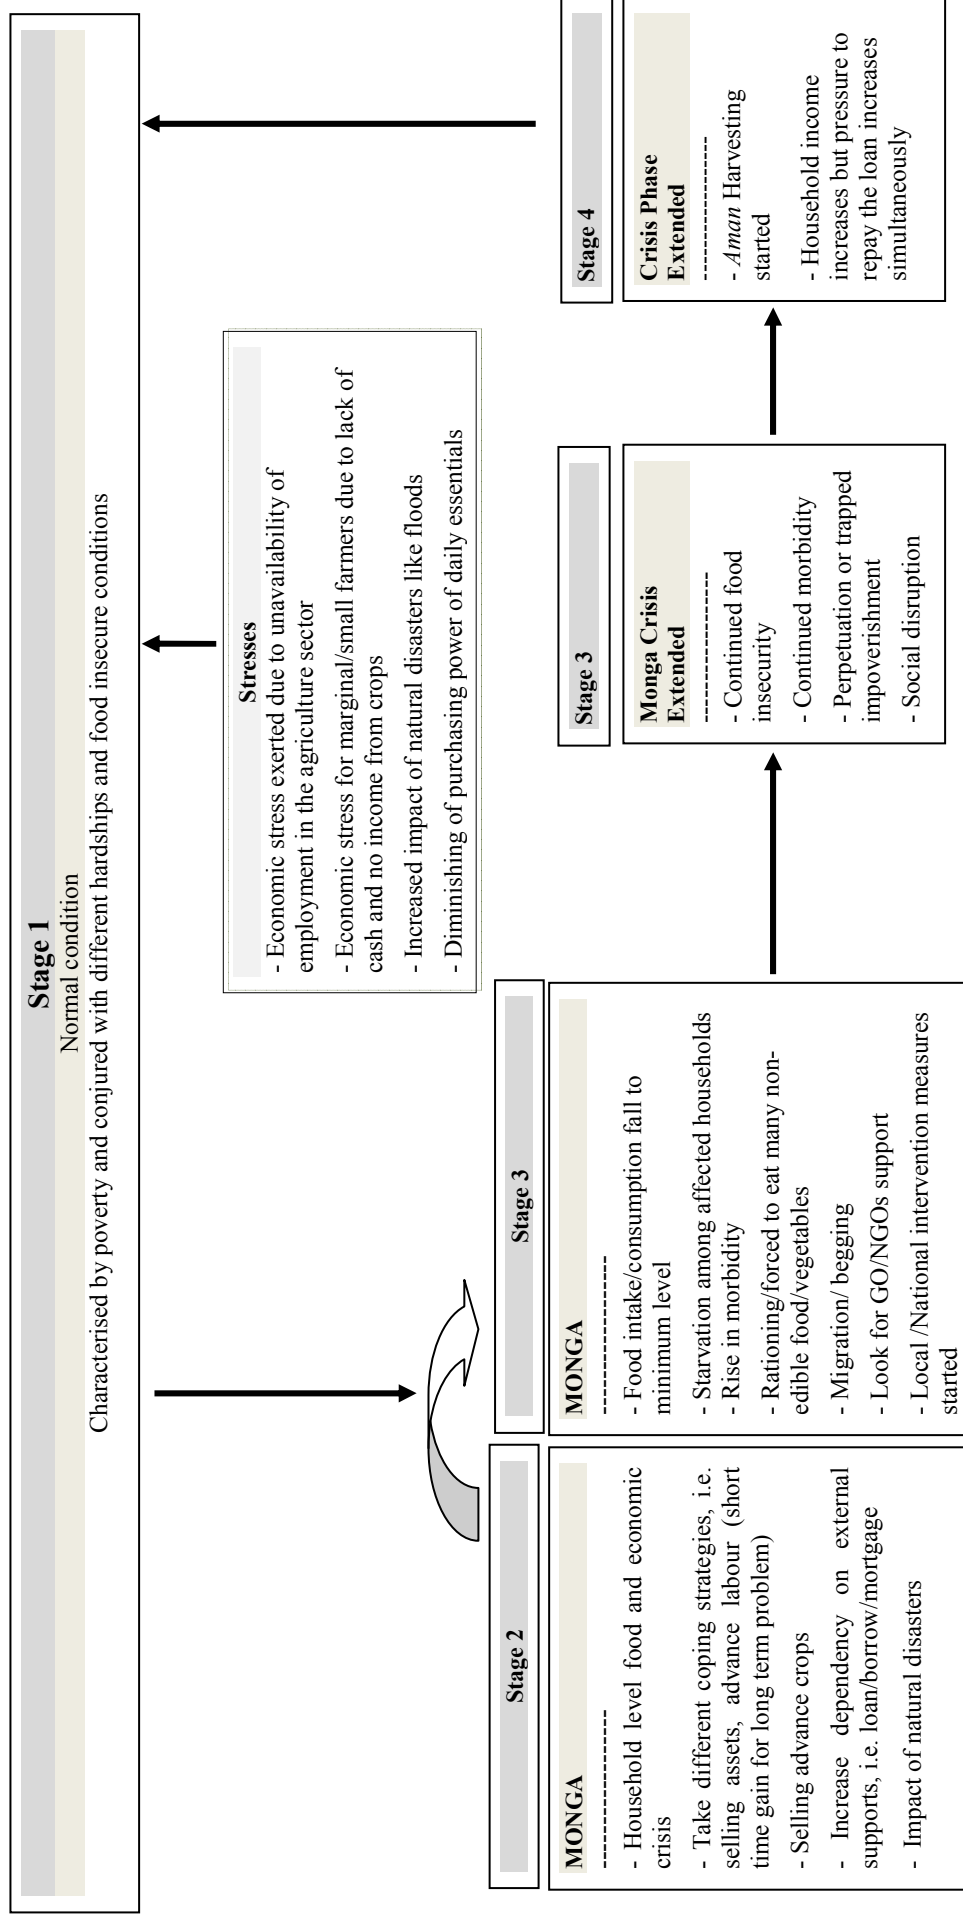 Stage 1
Normal condition
Characterised by poverty and conjured with different hardships and food insecure conditions
Stresses
- Economic stress exerted due to unavailability of
employment in the agriculture sector
- Economic stress for marginal/small farmers due to lack of
cash and no income from crops
- Increased impact of natural disasters like floods
- Diminishing of purchasing power of daily essentials
Stage 2
MONGA
------------------
- Household level food and economic
crisis
- Take different coping strategies, i.e.
selling assets, advance labour (short
time gain for long term problem)
- Selling advance crops
- Increase dependency on external
supports, i.e. loan/borrow/mortgage
- Impact of natural disasters
Stage 3
MONGA
------------------
- Food intake/consumption fall to
minimum level
- Starvation among affected households
- Rise in morbidity
- Rationing/forced to eat many non-
edible food/vegetables
- Migration/ begging
- Look for GO/NGOs support
- Local /National intervention measures
started
Stage 3
Monga Crisis
Extended
------------------
- Continued food
insecurity
- Continued morbidity
- Perpetuation or trapped
impoverishment
- Social disruption
Stage 4
Crisis Phase
Extended
------------------
- Aman Harvesting
started
- Household income
increases but pressure to
repay the loan increases
simultaneously